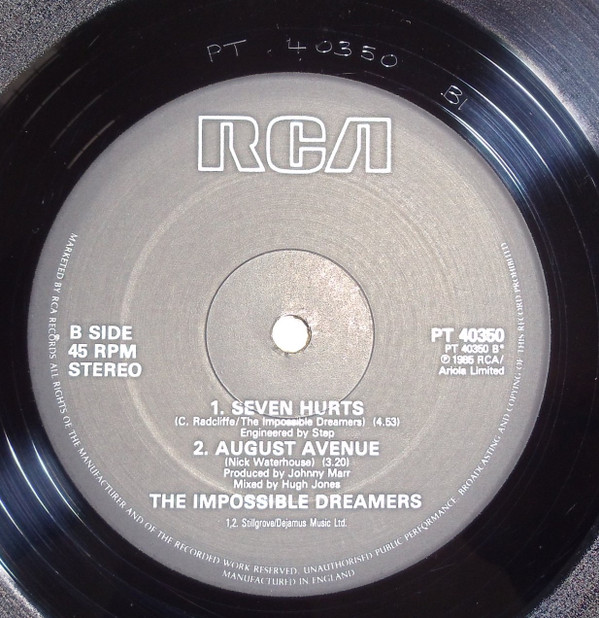 PT 40350
B1
RCA
B SIDE
45 RPM
STEREO
PT 40350
PT 40350 B*
℗ 1985 RCA/
Ariola Limited
1. SEVEN HURTS
(C. Radcliffe/The Impossible Dreamers) (4.53)
Engineered by Step
2. AUGUST AVENUE
(Nick Waterhouse) (3.20)
Produced by Johnny Marr
Mixed by Hugh Jones
THE IMPOSSIBLE DREAMERS
1,2. Stillgrove/Dejamus Music Ltd.
MARKETED BY RCA RECORDS ALL RIGHTS OF THE MANUFACTURER AND OF THE RECORDED WORK RESERVED. UNAUTHORISED PUBLIC PERFORMANCE, BROADCASTING AND COPYING OF THIS RECORD PROHIBITED
MANUFACTURED IN ENGLAND